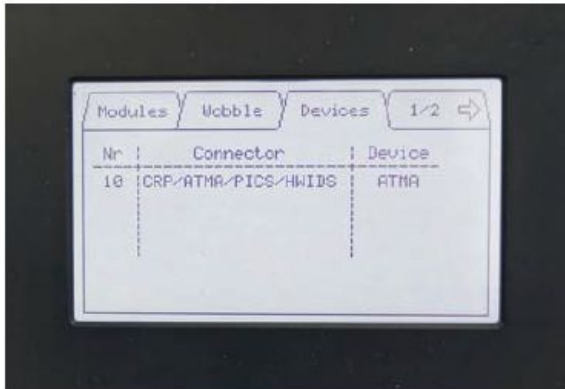 Modules Wobble Devices 1/2
Nr Connector Device
10 CRP/ATMA/PICS/HWIDS ATMA